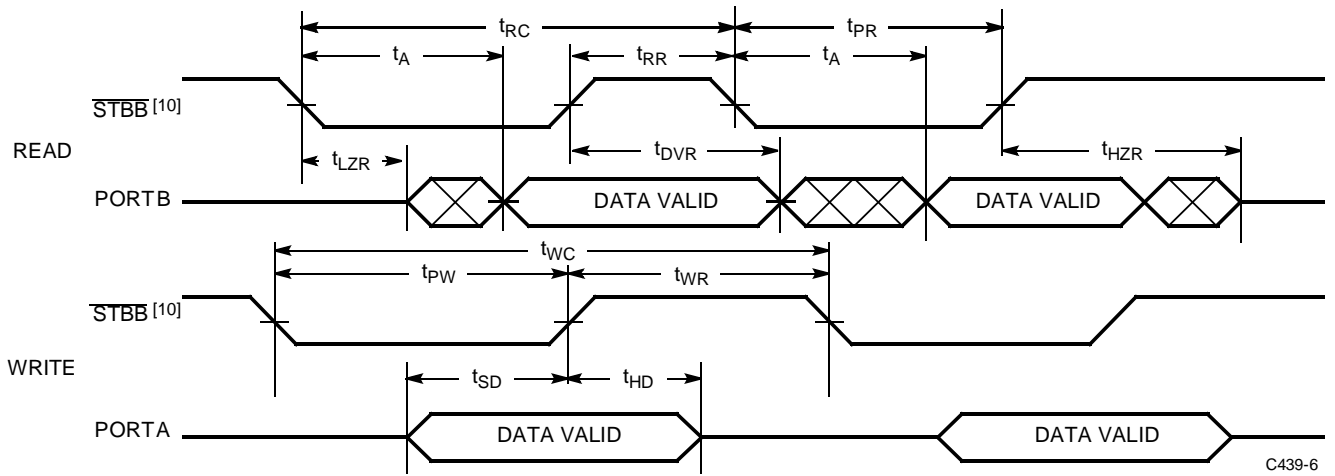 tRC tPR
tA tRR tA
STBB [10]
READ
tLZR tDVR tHZR
PORTB DATA VALID DATA VALID
tWC
tPW tWR
STBB [10]
WRITE
tSD tHD
PORTA DATA VALID DATA VALID
C439-6